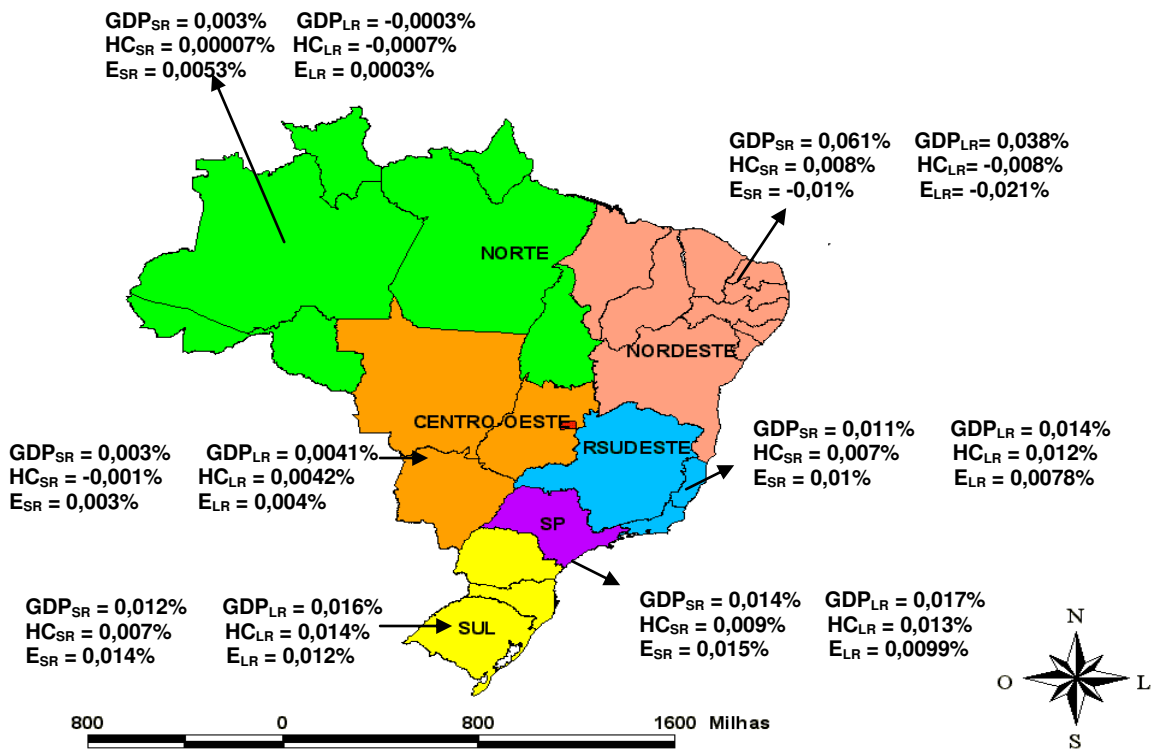 GDPSR = 0,003% GDPLR = -0,0003%
HCSR = 0,00007% HCLR = -0,0007%
ESR = 0,0053% ELR = 0,0003%
GDPSR = 0,061% GDPLR= 0,038%
HCSR = 0,008% HCLR= -0,008%
ESR = -0,01% ELR= -0,021%
NORTE
NORDESTE
CENTRO-OESTE
RSUDESTE
GDPSR = 0,003% GDPLR = 0,0041%
HCSR = -0,001% HCLR = 0,0042%
ESR = 0,003% ELR = 0,004%
GDPSR = 0,011% GDPLR = 0,014%
HCSR = 0,007% HCLR = 0,012%
ESR = 0,01% ELR = 0,0078%
SP
GDPSR = 0,012% GDPLR = 0,016%
HCSR = 0,007% HCLR = 0,014%
ESR = 0,014% ELR = 0,012%
SUL
GDPSR = 0,014% GDPLR = 0,017%
HCSR = 0,009% HCLR = 0,013%
ESR = 0,015% ELR = 0,0099%
N
O L
S
800 0 800 1600 Milhas